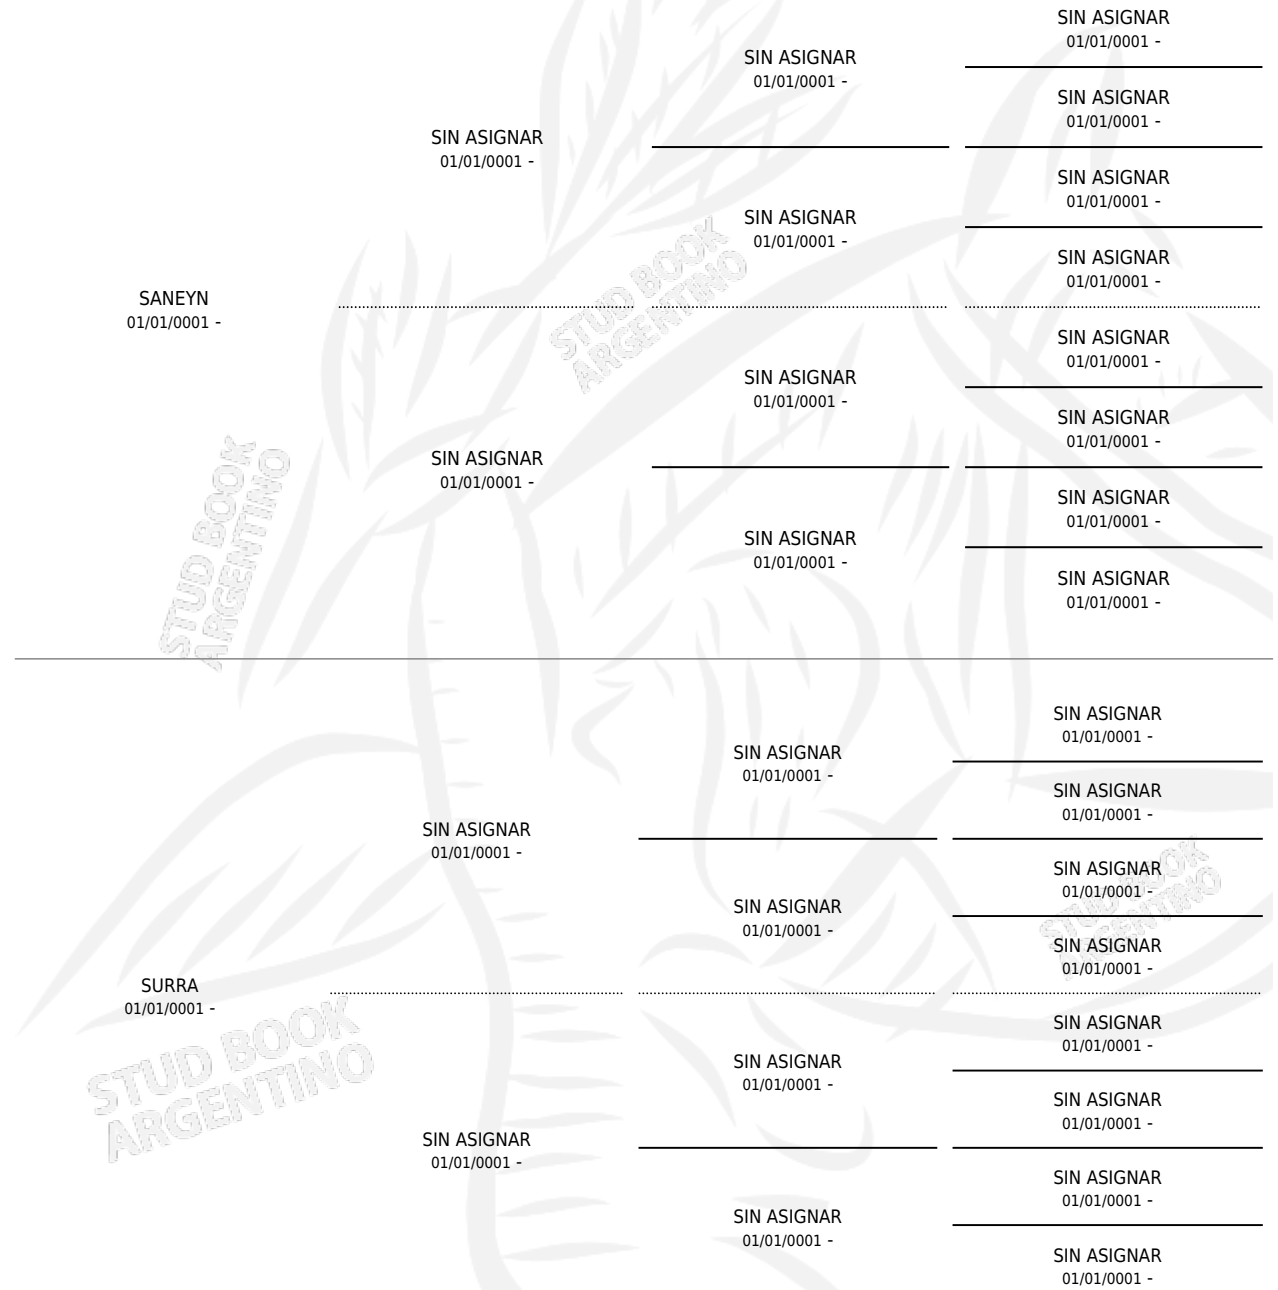 SIN ASIGNAR
01/01/0001 -
SIN ASIGNAR
01/01/0001 -
SIN ASIGNAR
01/01/0001 -
SIN ASIGNAR
01/01/0001 -
SIN ASIGNAR
01/01/0001 -
SIN ASIGNAR
01/01/0001 -
SIN ASIGNAR
01/01/0001 -
STUD BOOK
ARGENTINO
SANEYN
01/01/0001 -
SIN ASIGNAR
01/01/0001 -
SIN ASIGNAR
01/01/0001 -
SIN ASIGNAR
01/01/0001 -
SIN ASIGNAR
01/01/0001 -
STUD BOOK
ARGENTINO
SIN ASIGNAR
01/01/0001 -
SIN ASIGNAR
01/01/0001 -
SIN ASIGNAR
01/01/0001 -
SIN ASIGNAR
01/01/0001 -
SIN ASIGNAR
01/01/0001 -
SIN ASIGNAR
01/01/0001 -
SIN ASIGNAR
01/01/0001 -
SIN ASIGNAR
01/01/0001 -
SIN ASIGNAR
01/01/0001 -
SIN ASIGNAR
01/01/0001 -
SIN ASIGNAR
01/01/0001 -
STUD BOOK
ARGENTINO
SURRA
01/01/0001 -
STUD BOOK
ARGENTINO
SIN ASIGNAR
01/01/0001 -
SIN ASIGNAR
01/01/0001 -
SIN ASIGNAR
01/01/0001 -
SIN ASIGNAR
01/01/0001 -
SIN ASIGNAR
01/01/0001 -
SIN ASIGNAR
01/01/0001 -
SIN ASIGNAR
01/01/0001 -